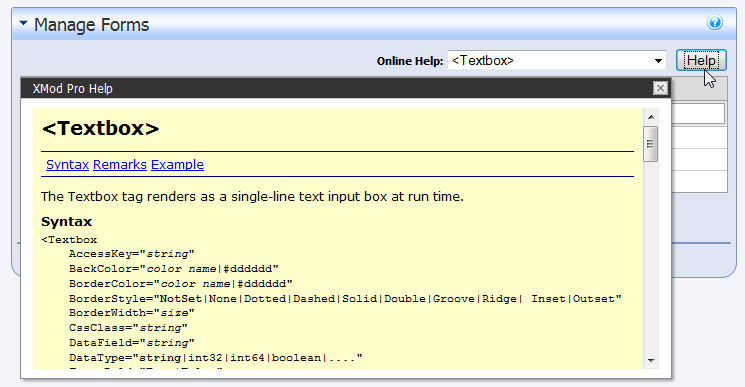 Manage Forms
?
Online Help: <Textbox> Help
XMod Pro Help
<Textbox>
Syntax Remarks Example
The Textbox tag renders as a single-line text input box at run time.
Syntax
<Textbox
AccessKey="string"
BackColor="color name|#dddddd"
BorderColor="color name|#dddddd"
BorderStyle="NotSet|None|Dotted|Dashed|Solid|Double|Groove|Ridge| Inset|Outset"
BorderWidth="size"
CssClass="string"
DataField="string"
DataType="string|int32|int64|boolean|...."